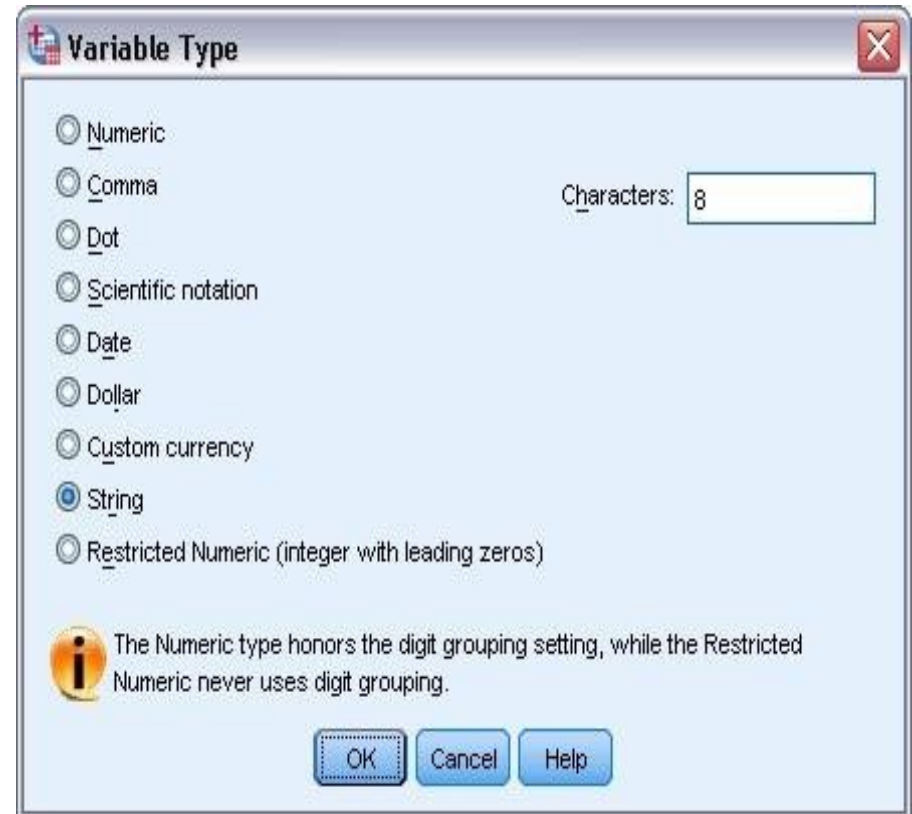 Variable Type
Numeric
Comma
Characters: 8
Dot
Scientific notation
Date
Dollar
Custom currency
String
Restricted Numeric (integer with leading zeros)
The Numeric type honors the digit grouping setting, while the Restricted
Numeric never uses digit grouping.
OK Cancel Help